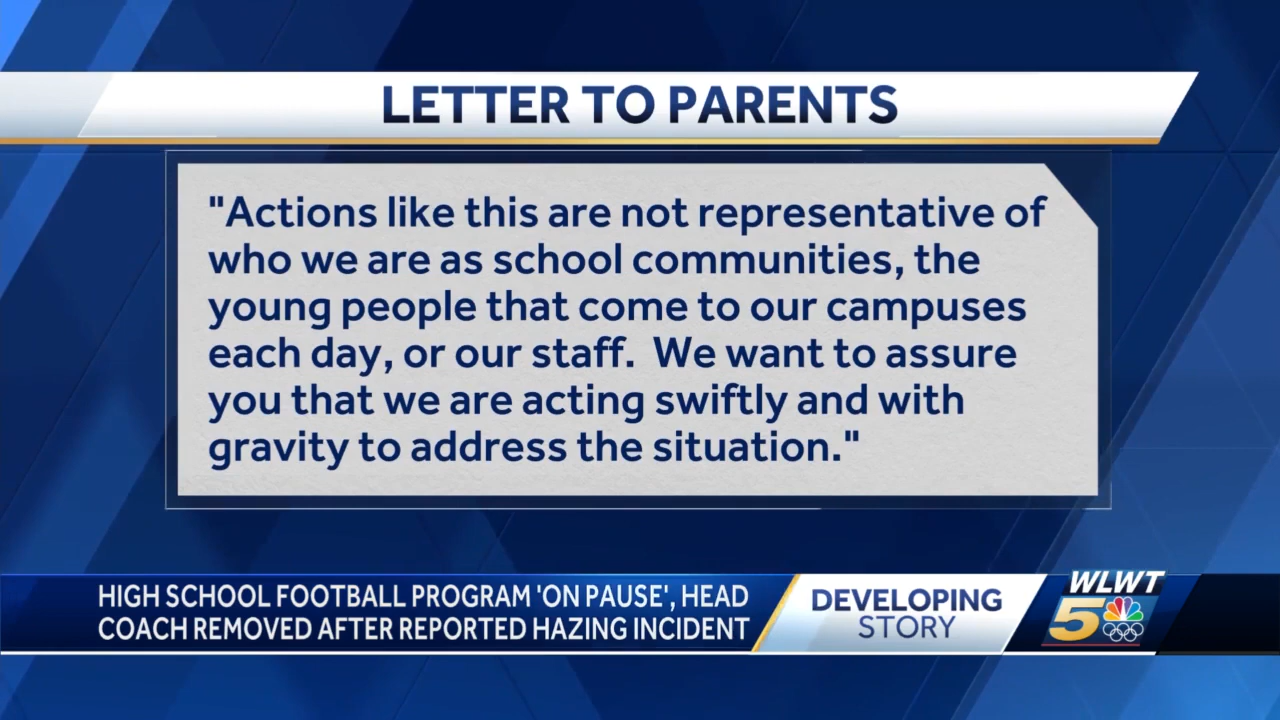 LETTER TO PARENTS
"Actions like this are not representative of
who we are as school communities, the
young people that come to our campuses
each day, or our staff.  We want to assure
you that we are acting swiftly and with
gravity to address the situation."
HIGH SCHOOL FOOTBALL PROGRAM 'ON PAUSE', HEAD
COACH REMOVED AFTER REPORTED HAZING INCIDENT
DEVELOPING
STORY
WLWT
5